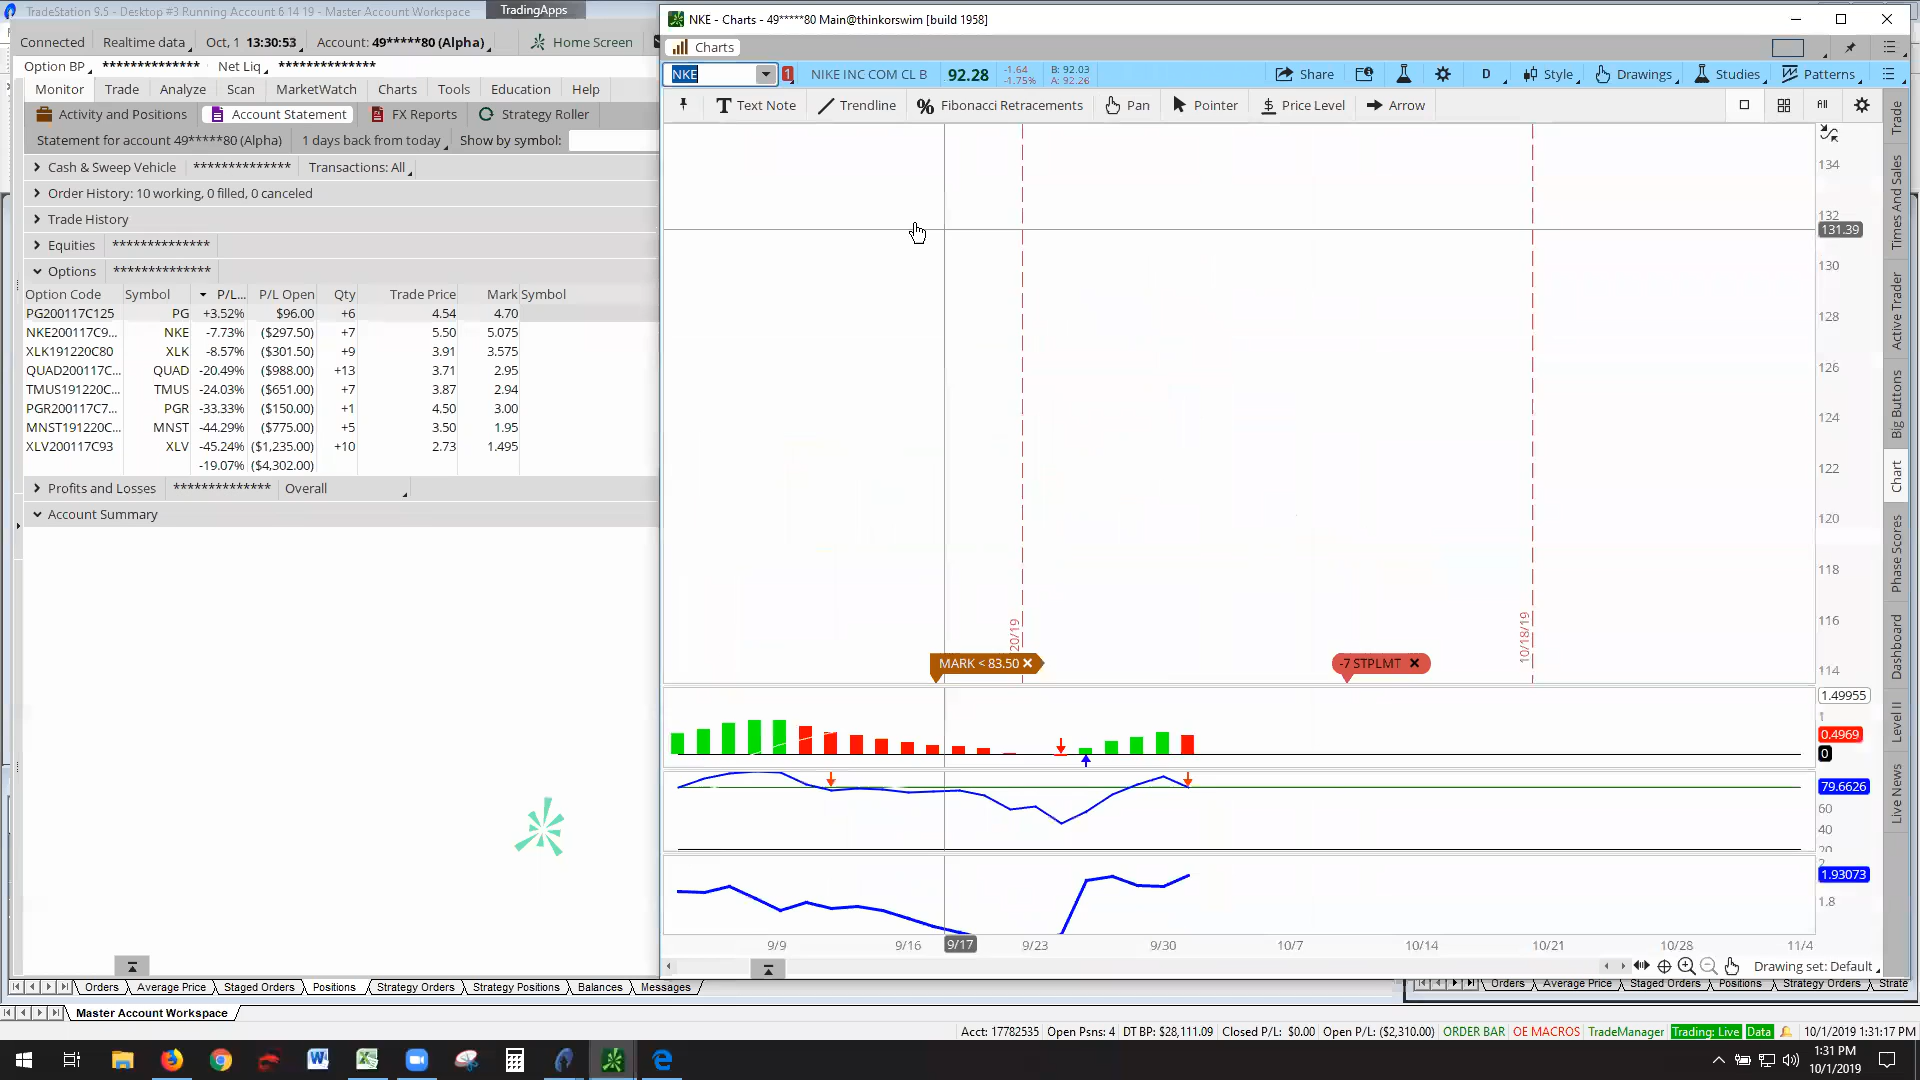 TradeStation 9.5 - Desktop #3 Running Account 6 14 19 - Master Account Workspace
TradingApps
Connected Realtime data Oct, 1 13:30:53 Account: 49*****80 (Alpha) Home Screen
Option BP ************** Net Liq **************
Monitor Trade Analyze Scan MarketWatch Charts Tools Education Help
Activity and Positions Account Statement FX Reports Strategy Roller
Statement for account 49*****80 (Alpha) 1 days back from today Show by symbol:
Cash & Sweep Vehicle ************** Transactions: All
Order History: 10 working, 0 filled, 0 canceled
Trade History
Equities **************
Options **************
Option Code Symbol P/L... P/L Open Qty Trade Price Mark Symbol
PG200117C125 PG +3.52% $96.00 +6 4.54 4.70
NKE200117C9... NKE -7.73% ($297.50) +7 5.50 5.075
XLK191220C80 XLK -8.57% ($301.50) +9 3.91 3.575
QUAD200117C... QUAD -20.49% ($988.00) +13 3.71 2.95
TMUS191220C... TMUS -24.03% ($651.00) +7 3.87 2.94
PGR200117C7... PGR -33.33% ($150.00) +1 4.50 3.00
MNST191220C... MNST -44.29% ($775.00) +5 3.50 1.95
XLV200117C93 XLV -45.24% ($1,235.00) +10 2.73 1.495
-19.07% ($4,302.00)
Profits and Losses ************** Overall
Account Summary
NKE - Charts - 49*****80 Main@thinkorswim [build 1958]
Charts
NKE 1 NIKE INC COM CL B 92.28 -1.64 -1.75% B: 92.03 A: 92.26 Share D Style Drawings Studies Patterns
T Text Note Trendline % Fibonacci Retracements Pan Pointer $ Price Level Arrow All
134
132
131.39
130
128
126
124
122
120
118
116
114
20/19
10/18/19
MARK < 83.50
-7 STPLMT
1.49955
1
0.4969
0
79.6626
60
40
20
2
1.93073
1.8
9/9 9/16 9/17 9/23 9/30 10/7 10/14 10/21 10/28 11/4
Drawing set: Default
Trade
Times And Sales
Active Trader
Big Buttons
Chart
Phase Scores
Dashboard
Level II
Live News
Orders Average Price Staged Orders Positions Strategy Orders Strategy Positions Balances Messages
Orders Average Price Staged Orders Positions Strategy Orders Strate
Master Account Workspace
Acct: 17782535 Open Psns: 4 DT BP: $28,111.09 Closed P/L: $0.00 Open P/L: ($2,310.00) ORDER BAR OE MACROS TradeManager Trading: Live Data 10/1/2019 1:31:17 PM
1:31 PM
10/1/2019